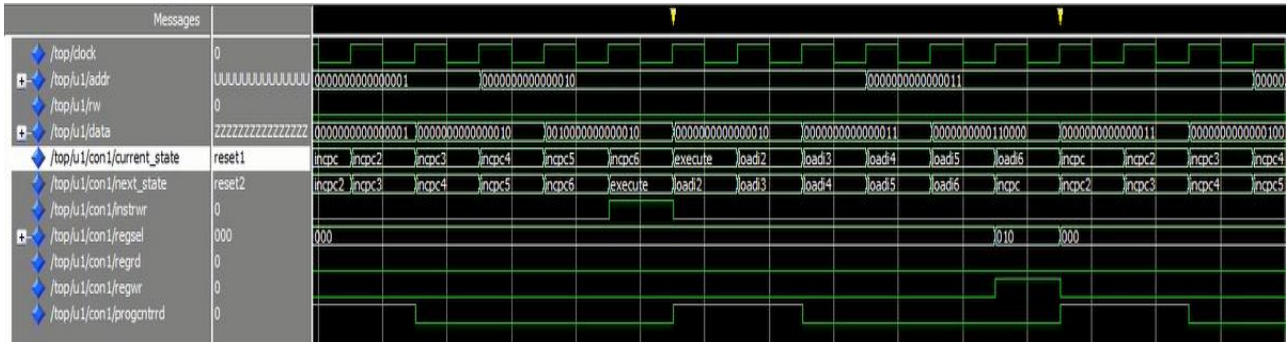 Messages
/top/clock 0
/top/u1/addr UUUUUUUUUUUUU 0000000000000001 0000000000000010 0000000000000011 00000
/top/u1/rw 0
/top/u1/data ZZZZZZZZZZZZZZZZ 0000000000000001 0000000000000010 0010000000000010 0000000000000010 0000000000000011 0000000000110000 0000000000000011 0000000000000100
/top/u1/con1/current_state reset1 incpc incpc2 incpc3 incpc4 incpc5 incpc6 execute loadi2 loadi3 loadi4 loadi5 loadi6 incpc incpc2 incpc3 incpc4
/top/u1/con1/next_state reset2 incpc2 incpc3 incpc4 incpc5 incpc6 execute loadi2 loadi3 loadi4 loadi5 loadi6 incpc incpc2 incpc3 incpc4 incpc5
/top/u1/con1/instrwr 0
/top/u1/con1/regsel 000 000 010 000
/top/u1/con1/regrd 0
/top/u1/con1/regwr 0
/top/u1/con1/progcntrrd 0